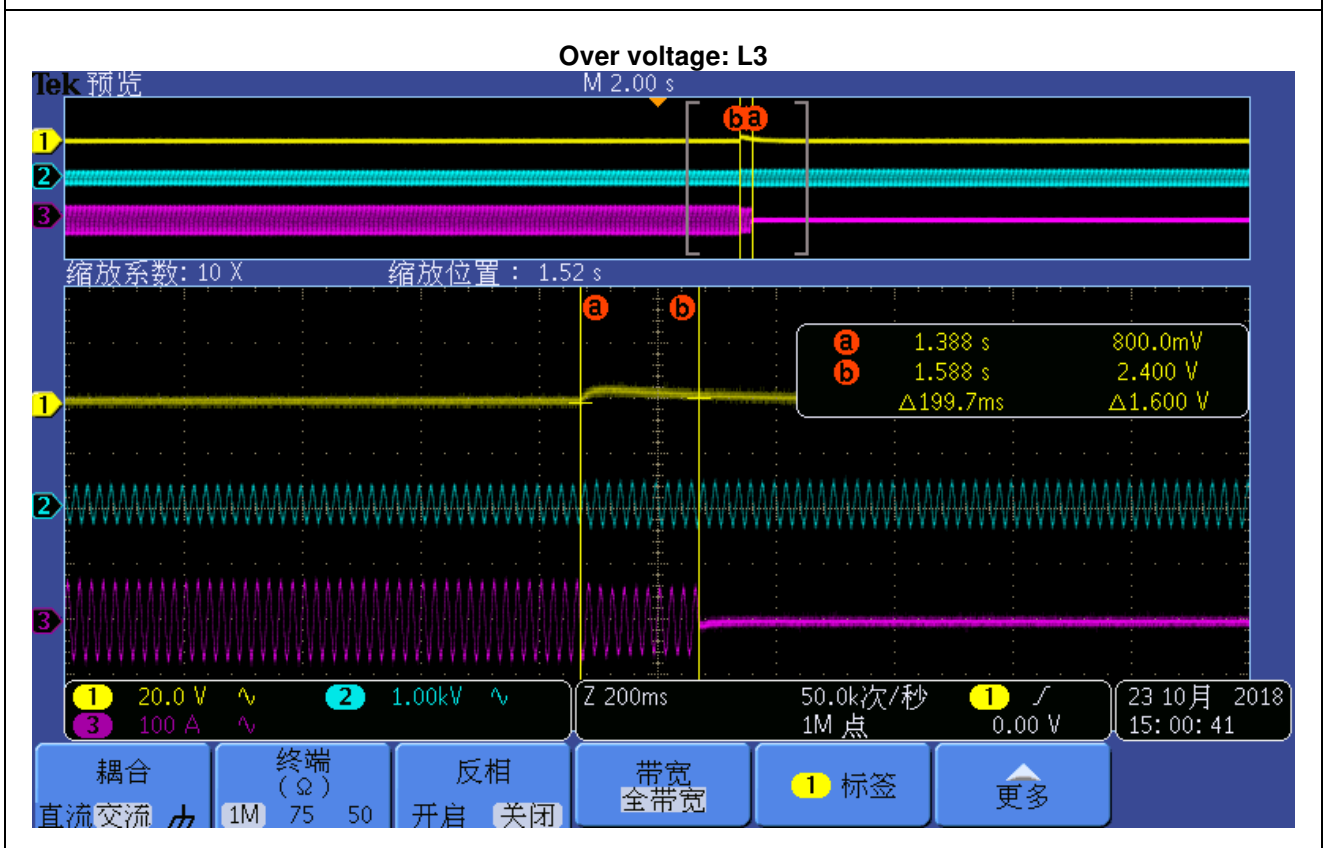 Over voltage: L3
Tek 预览 M 2.00 s
b a
1
2
3
缩放系数: 10 X 缩放位置： 1.52 s
a b
a 1.388 s 800.0mV
b 1.588 s 2.400 V
△199.7ms △1.600 V
1
2
3
1 20.0 V 2 1.00kV Z 200ms 50.0k次/秒 1 23 10月 2018
3 100 A 1M 点 0.00 V 15:00:41
耦合 终端 反相 带宽 1 标签 更多
(Ω) 全带宽
直流 交流 1M 75 50 开启 关闭